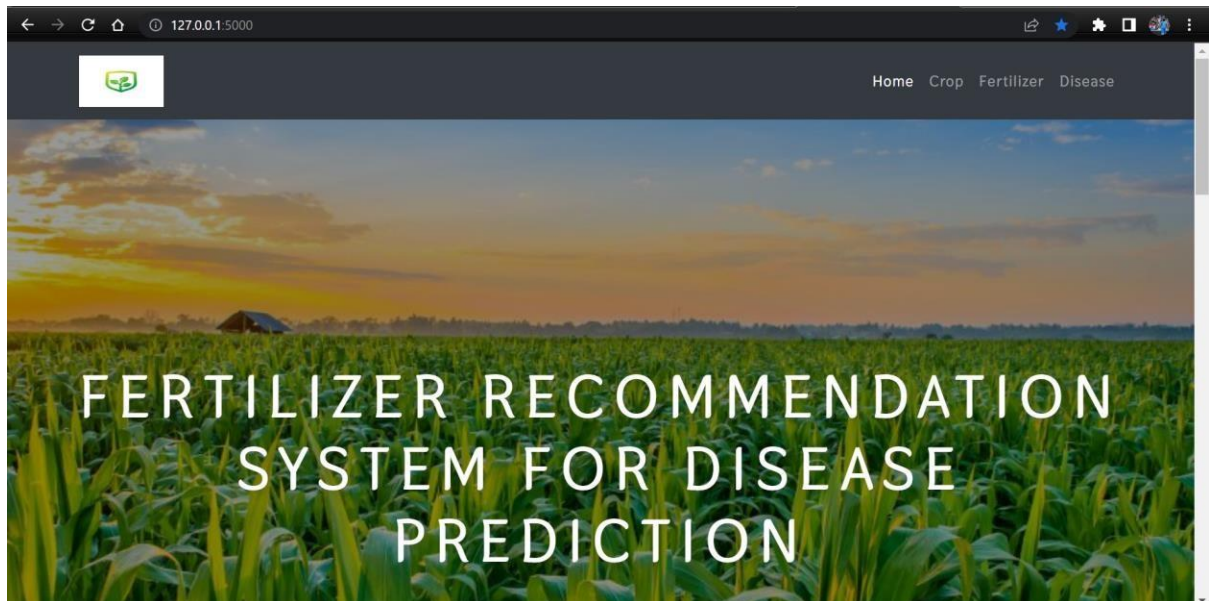 127.0.0.1:5000
Home Crop Fertilizer Disease
FERTILIZER RECOMMENDATION
SYSTEM FOR DISEASE
PREDICTION